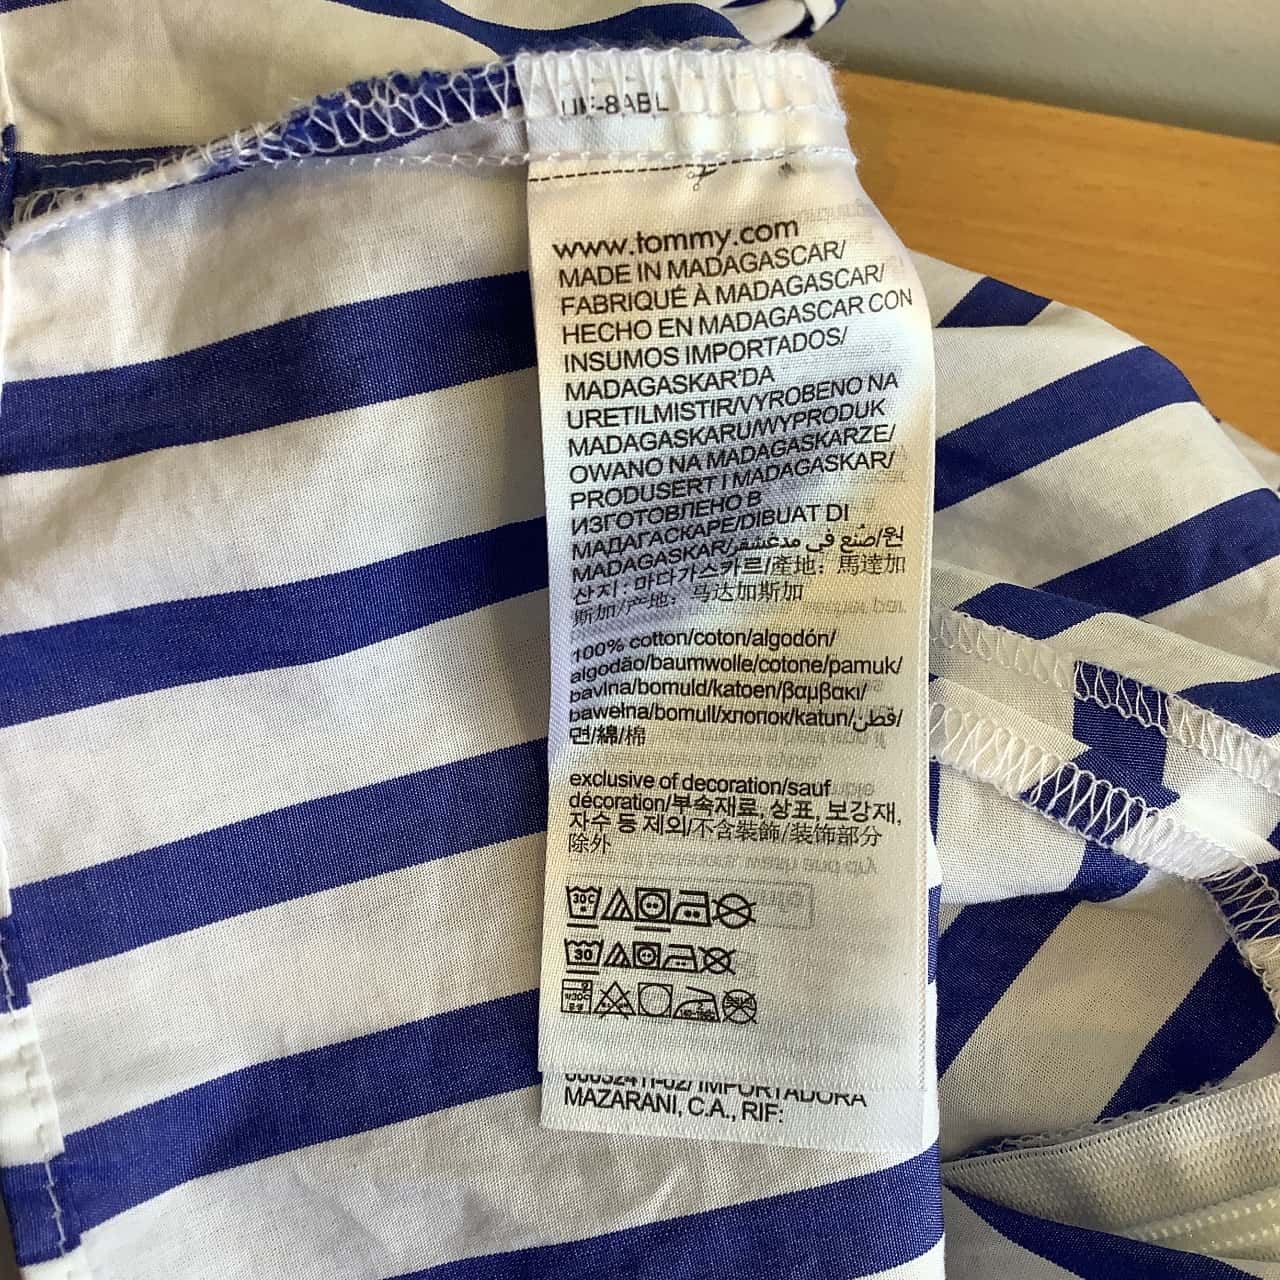 www.tommy.com
MADE IN MADAGASCAR/
FABRIQUÉ À MADAGASCAR/
HECHO EN MADAGASCAR CON
INSUMOS IMPORTADOS/
MADAGASKAR'DA
URETILMISTIR/VYROBENO NA
MADAGASKARU/WYPRODUK
OWANO NA MADAGASKARZE/
PRODUSERT I MADAGASKAR/
ИЗГОТОВЛЕНО В
МАДАГАСКАРЕ/DIBUAT DI
MADAGASKAR/صُنع في مدغشقر/원
산지: 마다가스카르/產地: 馬達加
斯加/产地: 马达加斯加
100% cotton/coton/algodón/
algodão/baumwolle/cotone/pamuk/
bavlna/bomuld/katoen/βαμβακι/
bawełna/bomull/хлопок/katun/قطن/
면/綿/棉
exclusive of decoration/sauf
décoration/부속재료, 상표, 보강재,
자수 등 제외/不含裝飾/装饰部分
除外
30°C
30
IMPORTADORA
MAZARANI, C.A., RIF: